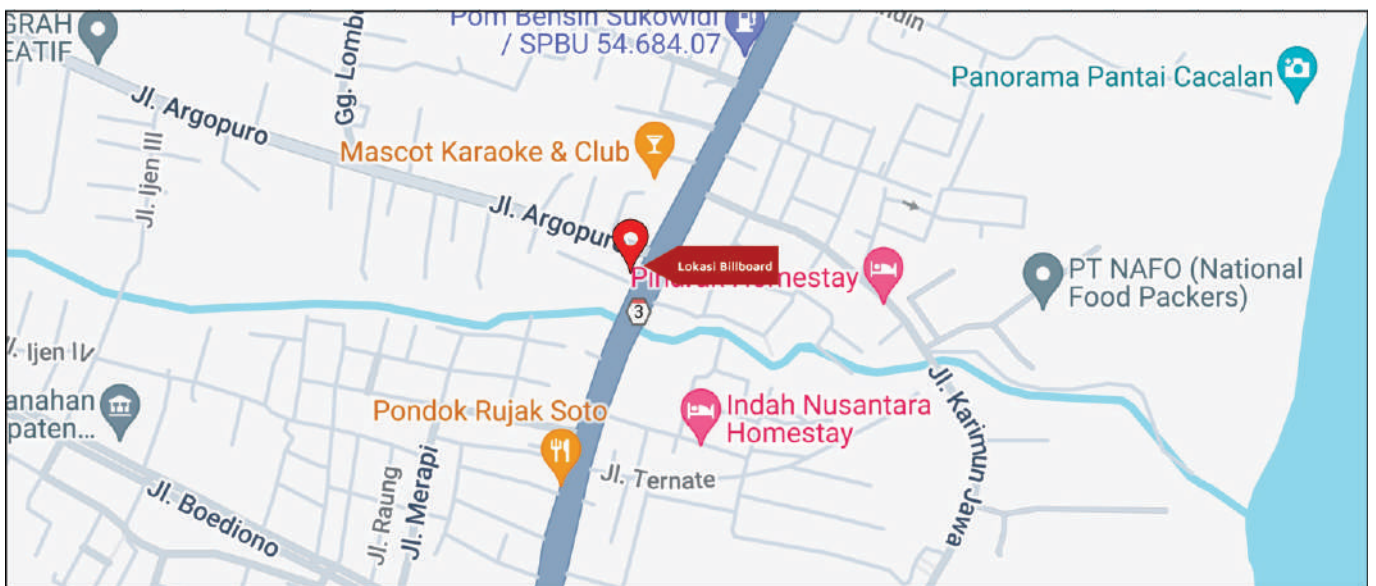 GRAH
EATIF
Pom Bensin Sukowidi
/ SPBU 54.684.07
Gg. Lombo
Panorama Pantai Cacalan
Jl. Argopuro
Mascot Karaoke & Club
Jl. Ijen III
Jl. Argopuro
Lokasi Billboard
Homestay
PT NAFO (National
Food Packers)
3
Ijen IV
anahan
paten...
Pondok Rujak Soto
Indah Nusantara
Homestay
Jl. Karimun Jawa
Jl. Ternate
Jl. Merapi
Jl. Raung
Jl. Boediono